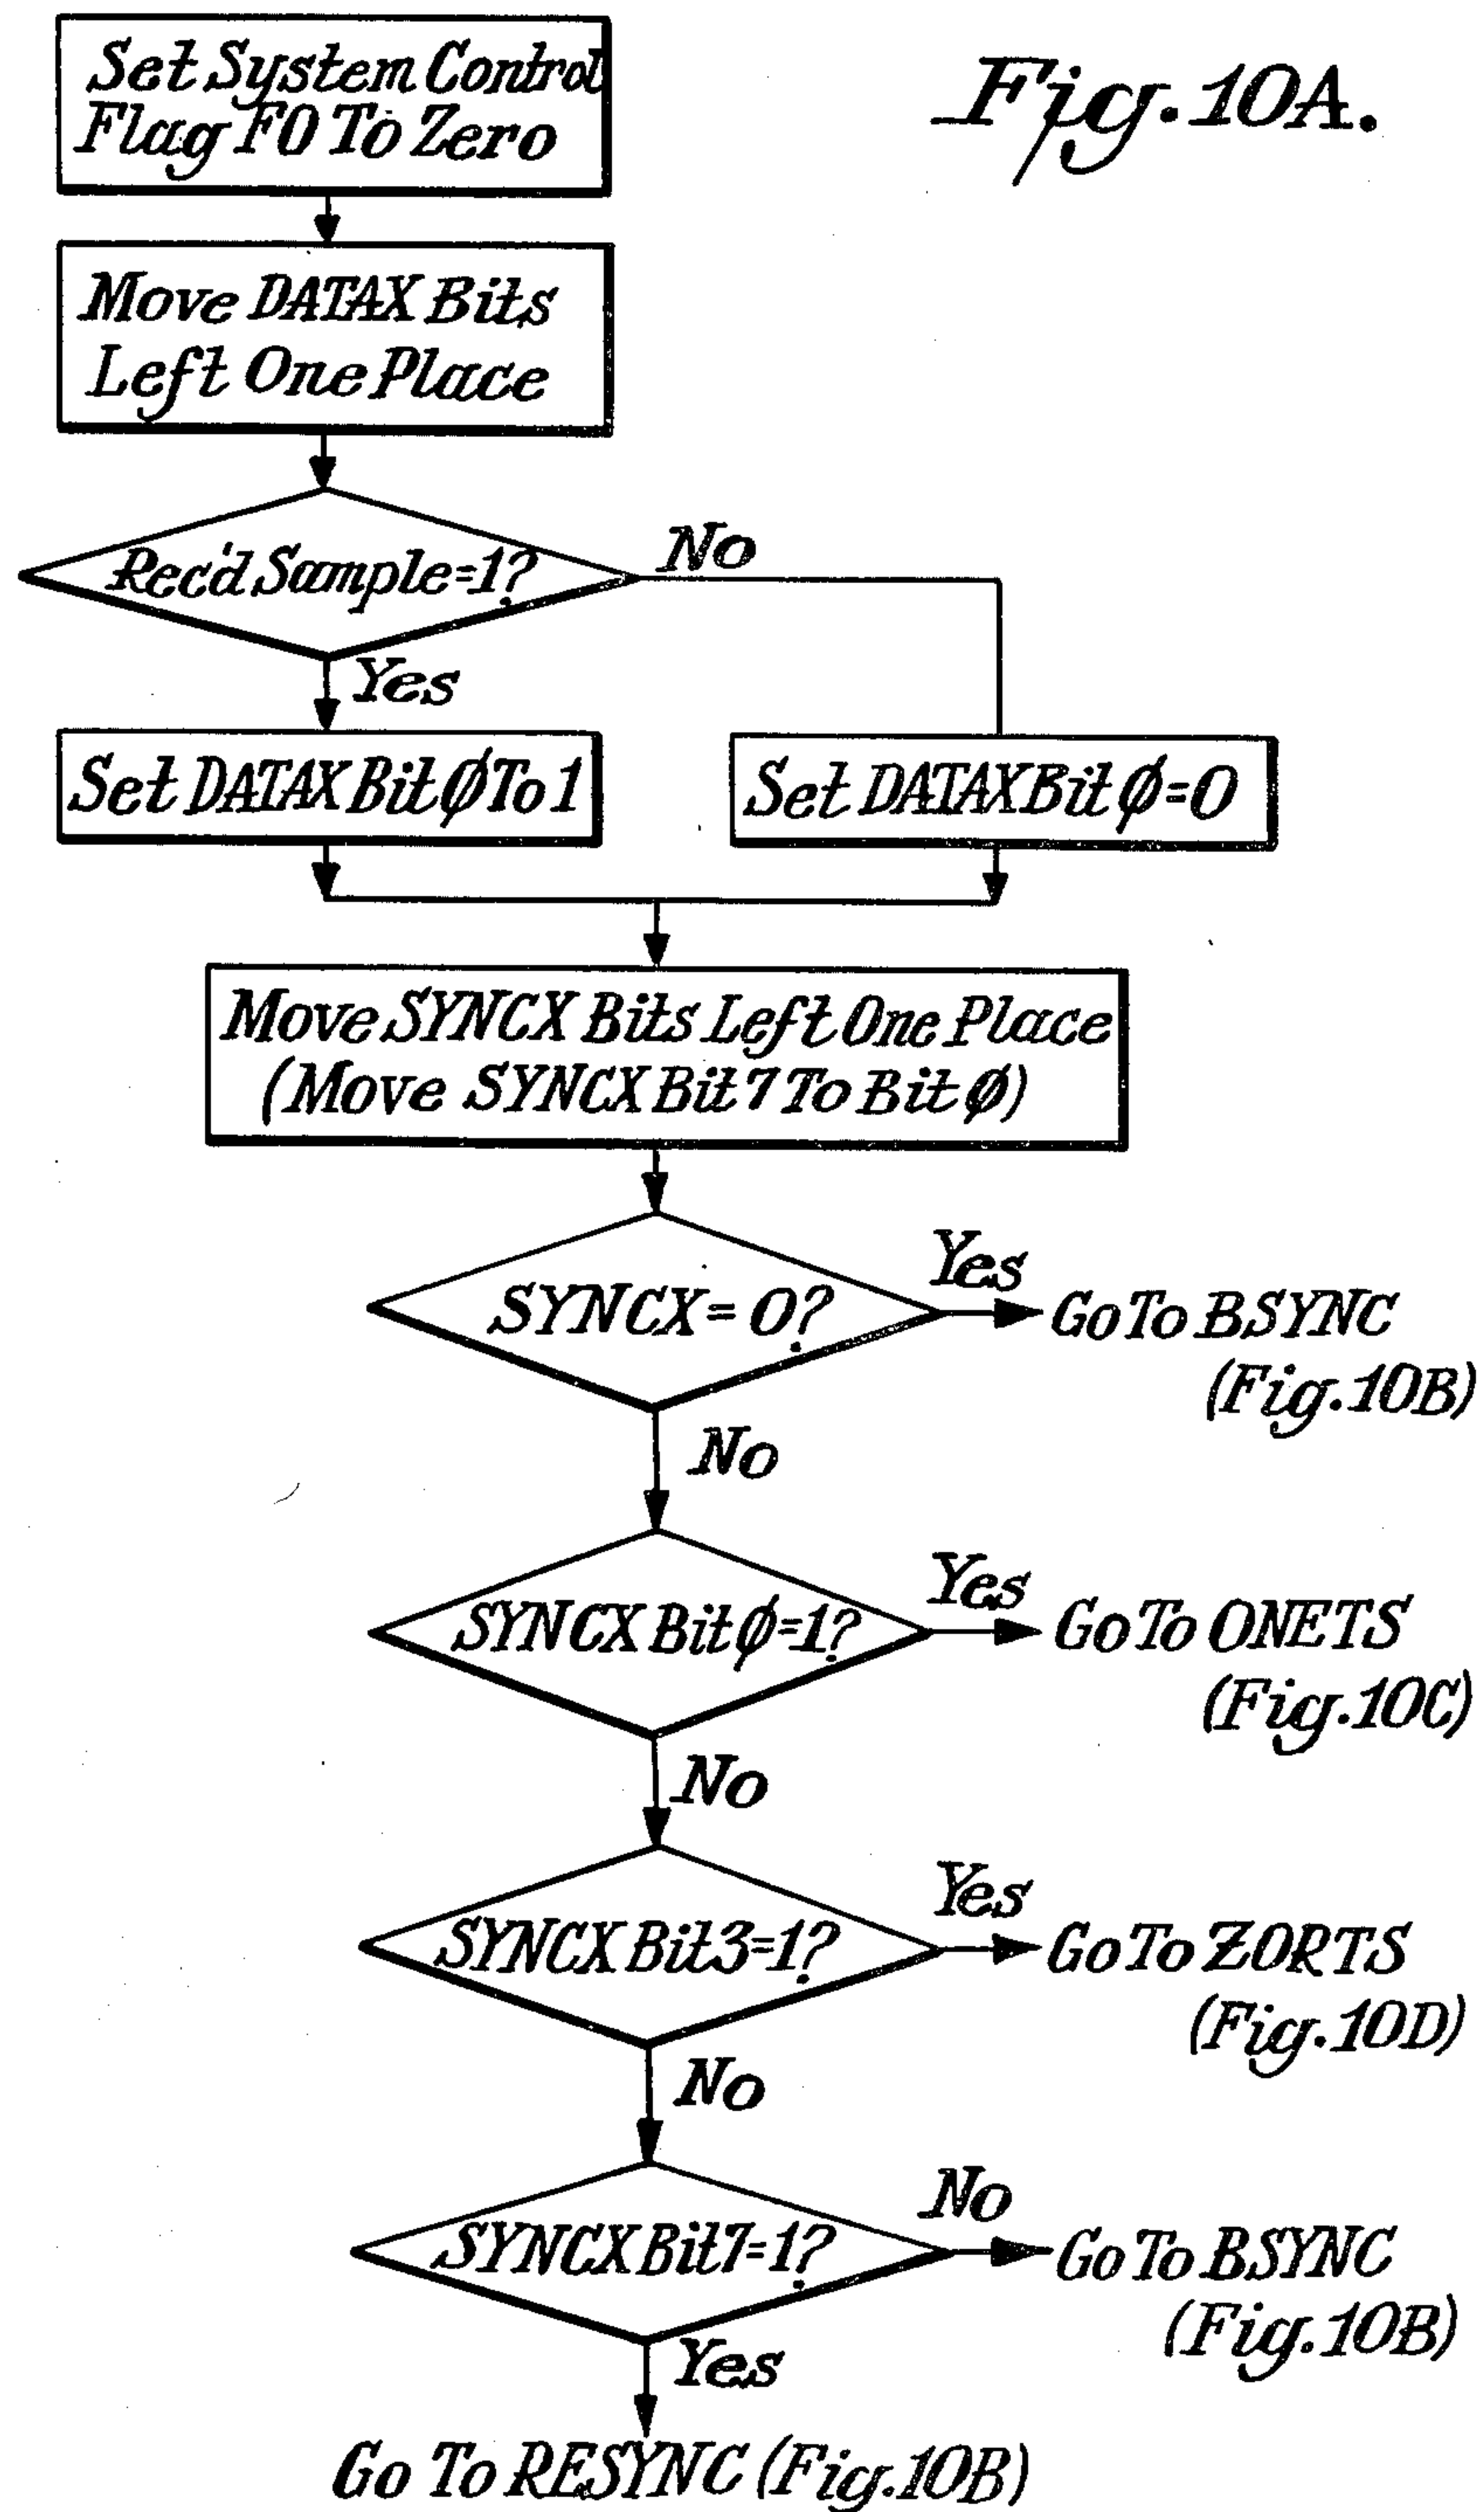 Fig. 10A.
Set System Control
Flag F0 To Zero
Move DATAX Bits
Left One Place
Rec'd Sample=1?
No
Yes
Set DATAX Bit Ø To 1
Set DATAX Bit Ø=0
Move SYNCX Bits Left One Place
(Move SYNCX Bit 7 To Bit Ø)
SYNCX=0?
Yes
Go To BSYNC
(Fig. 10B)
No
SYNCX Bit Ø=1?
Yes
Go To ONETS
(Fig. 10C)
No
SYNCX Bit 3=1?
Yes
Go To ZORTS
(Fig. 10D)
No
SYNCX Bit 7=1?
No
Go To BSYNC
(Fig. 10B)
Yes
Go To RESYNC (Fig. 10B)